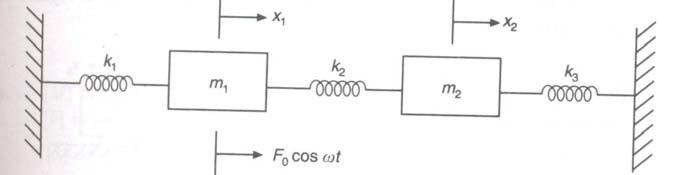 x₁ x₂
k₁ k₂ k₃
m₁ m₂
F₀ cos ωt